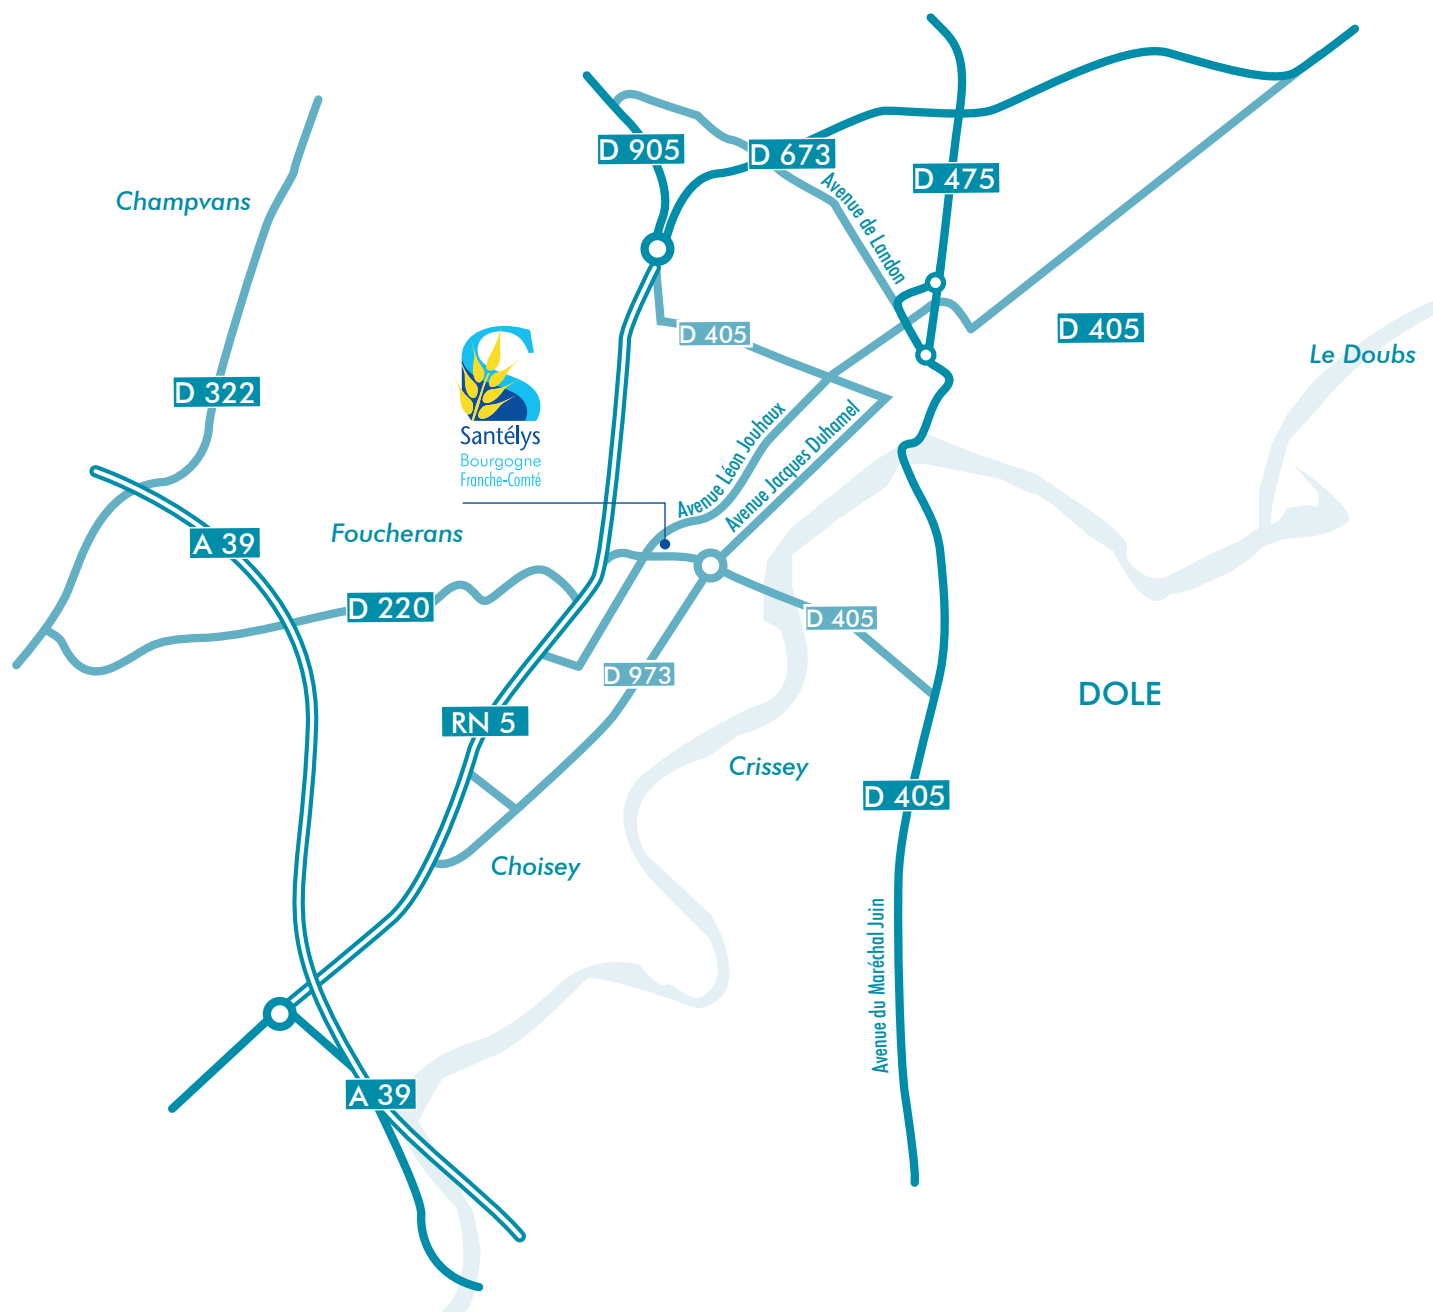 D 905
D 673
D 475
Champvans
Avenue de Landon
D 405
D 405
Le Doubs
D 322
Santélys
Bourgogne
Franche-Comté
Avenue Léon Jouhaux
Avenue Jacques Duhamel
Foucherans
A 39
D 220
D 405
D 973
DOLE
RN 5
Crissey
D 405
Choisey
Avenue du Maréchal Juin
A 39